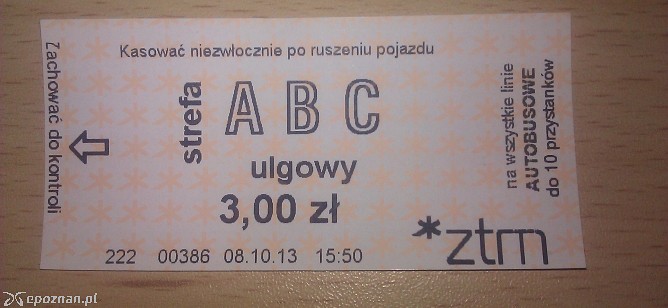 Zachować do kontroli
Kasować niezwłocznie po ruszeniu pojazdu
strefa
A B C
ulgowy
3,00 zł
222 00386 08.10.13 15:50
na wszystkie linie
AUTOBUSOWE
do 10 przystanków
*ztm
epoznan.pl